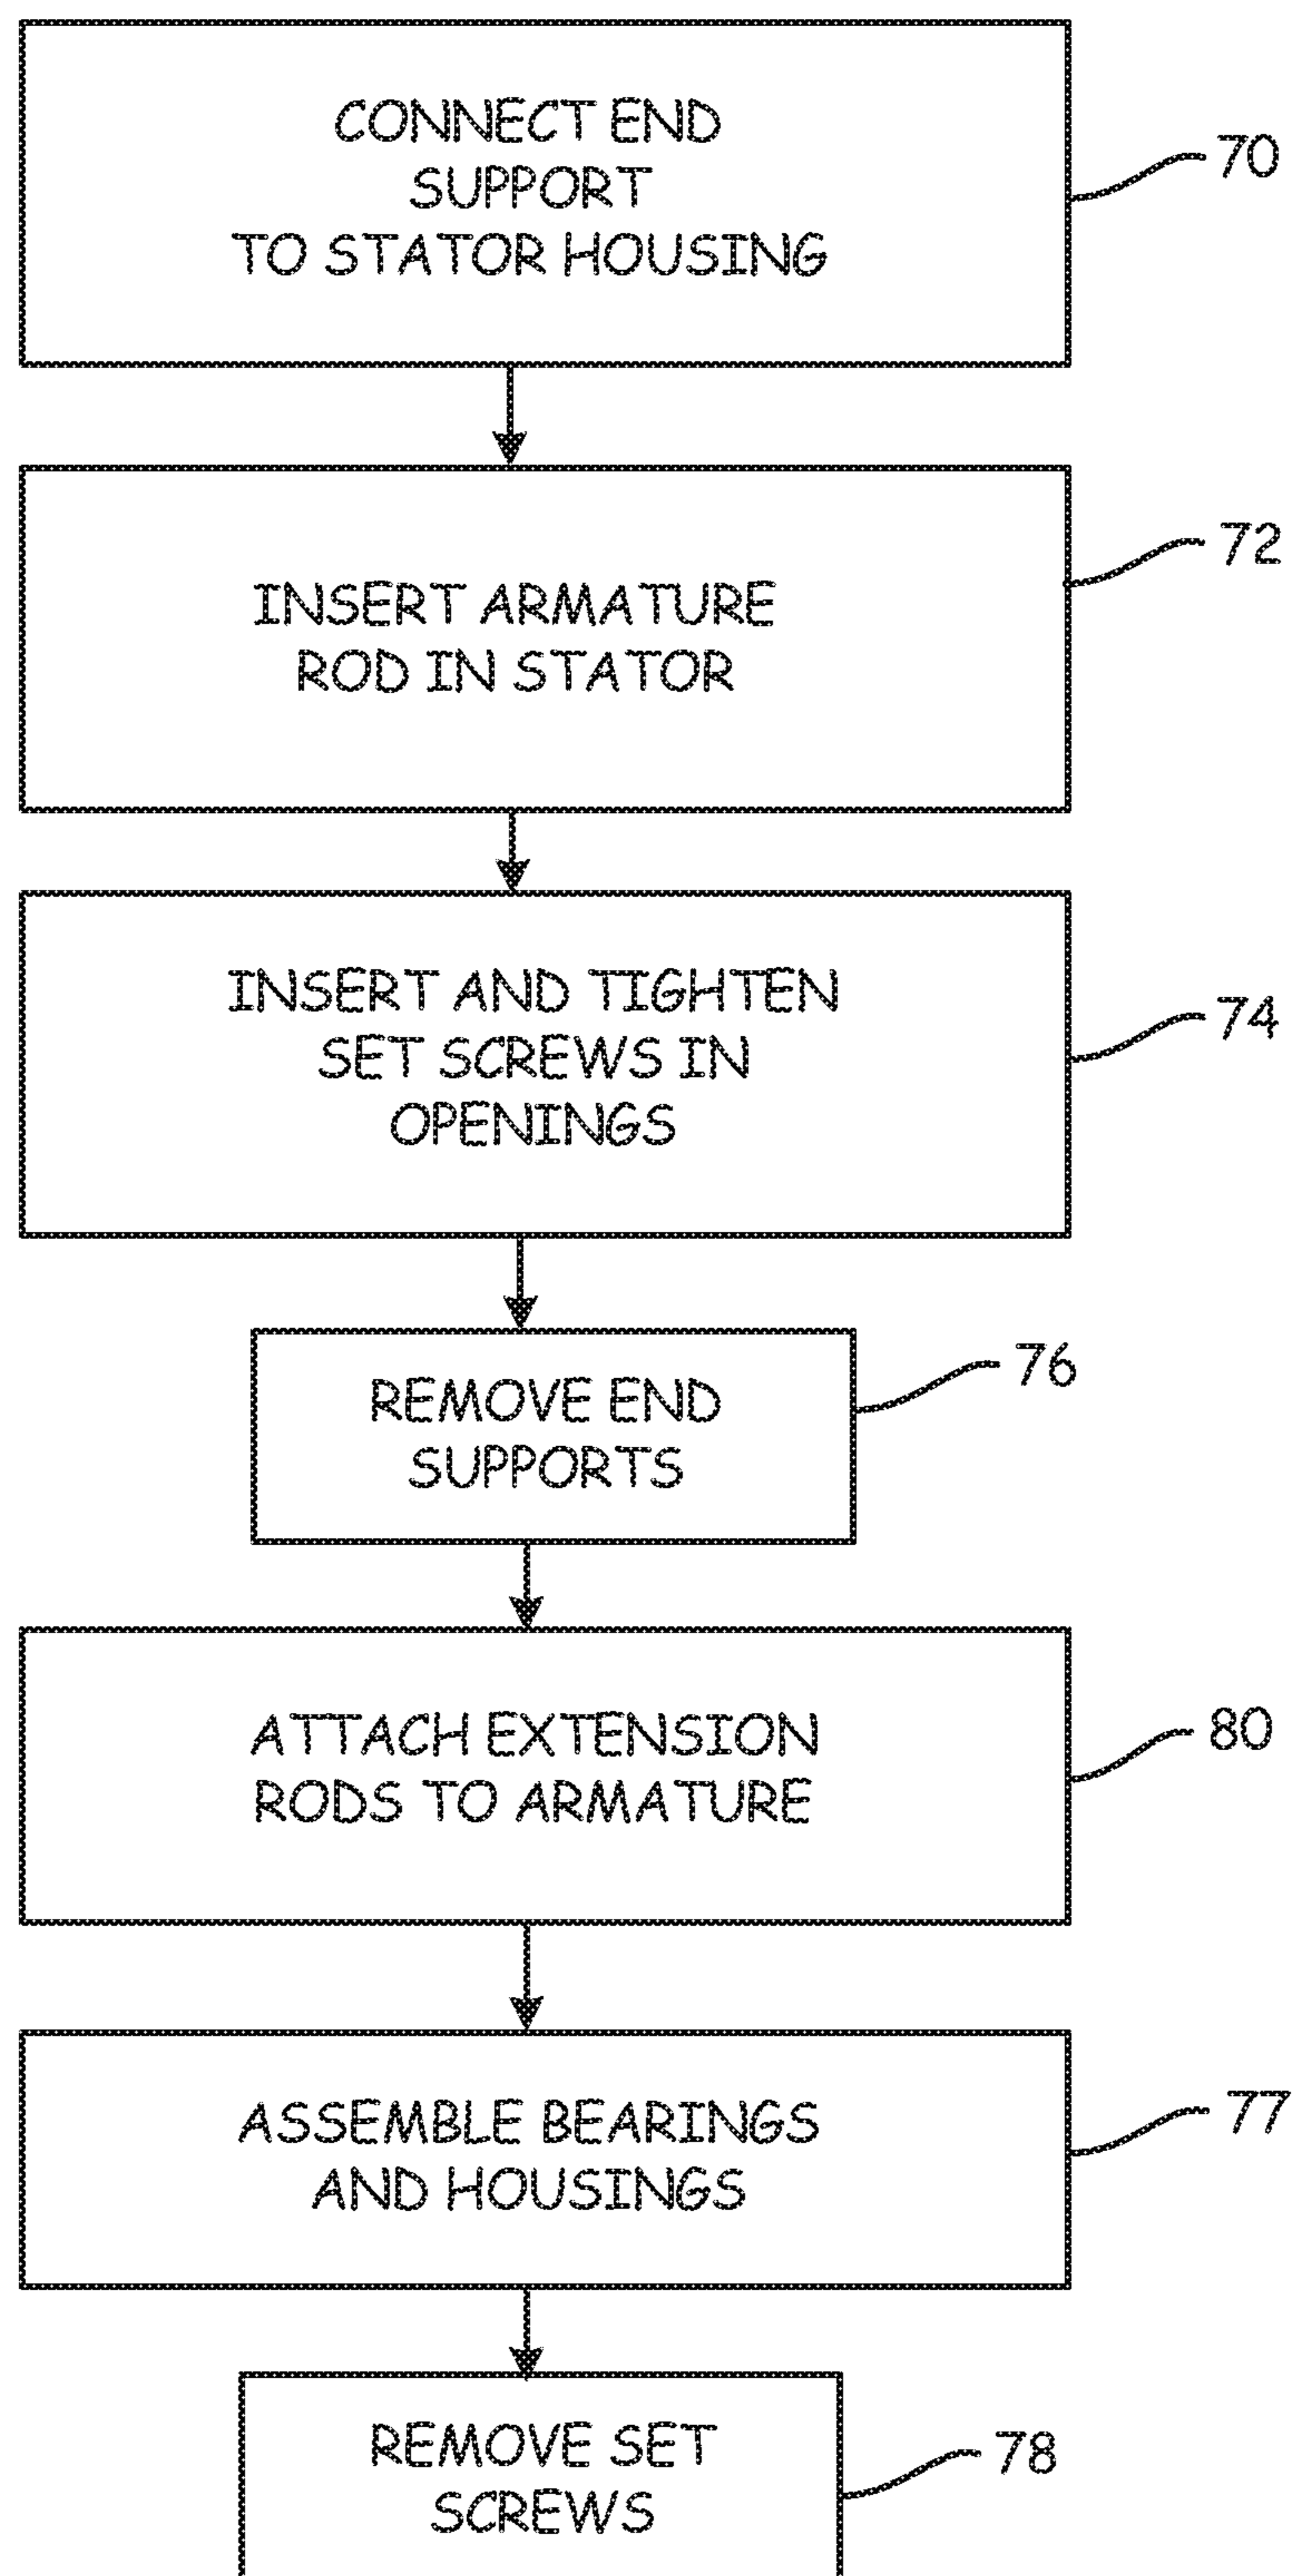 CONNECT END
SUPPORT
TO STATOR HOUSING
70
INSERT ARMATURE
ROD IN STATOR
72
INSERT AND TIGHTEN
SET SCREWS IN
OPENINGS
74
REMOVE END
SUPPORTS
76
ATTACH EXTENSION
RODS TO ARMATURE
80
ASSEMBLE BEARINGS
AND HOUSINGS
77
REMOVE SET
SCREWS
78